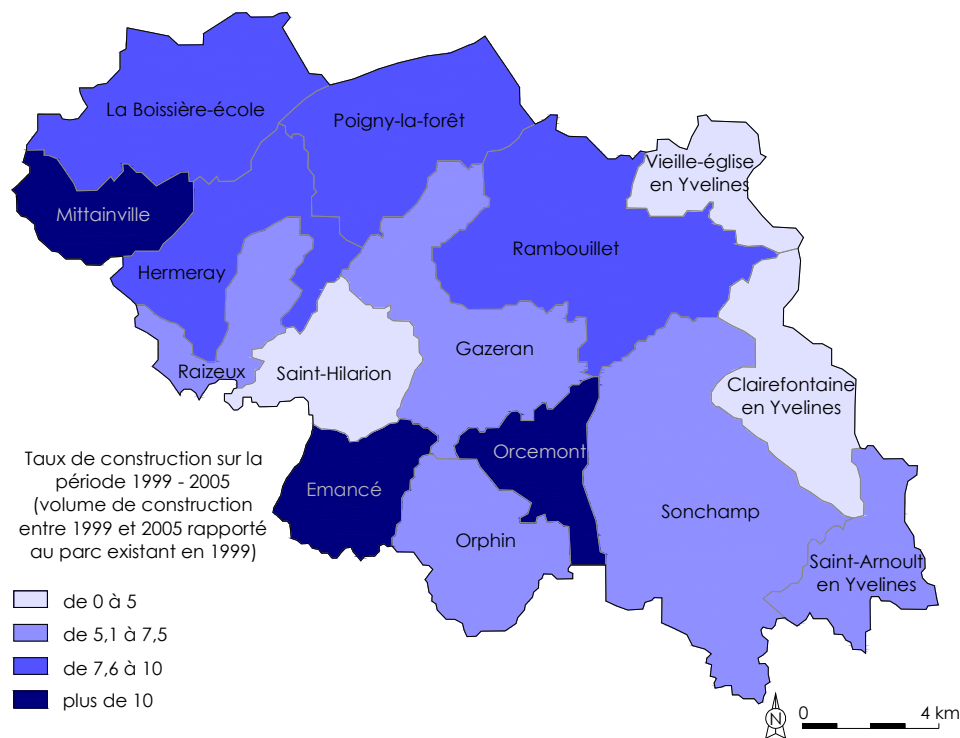 La Boissière-école
Poigny-la-forêt
Vieille-église
en Yvelines
Mittainville
Rambouillet
Hermeray
Gazeran
Raizeux
Saint-Hilarion
Clairefontaine
en Yvelines
Orcemont
Emancé
Sonchamp
Orphin
Saint-Arnoult
en Yvelines
Taux de construction sur la
période 1999 - 2005
(volume de construction
entre 1999 et 2005 rapporté
au parc existant en 1999)
de 0 à 5
de 5,1 à 7,5
de 7,6 à 10
plus de 10
N
0 4 km